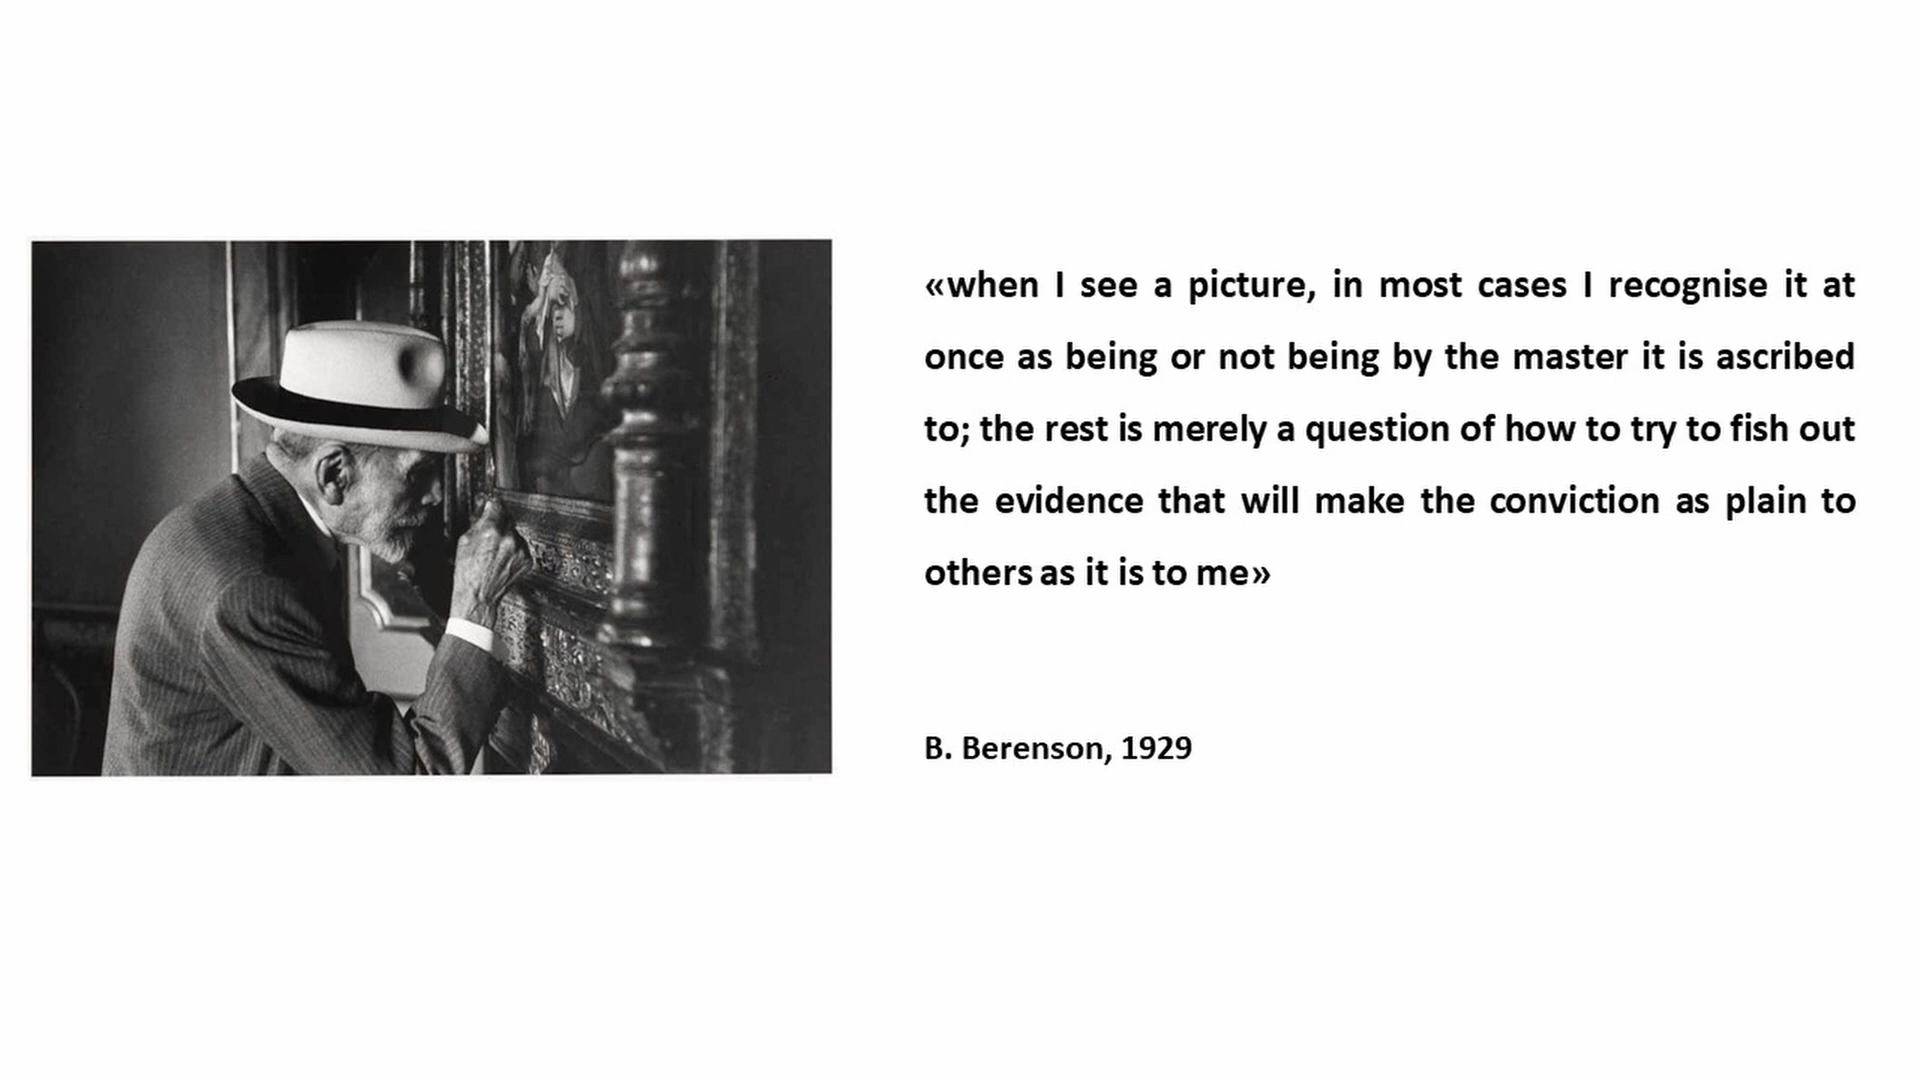 «when I see a picture, in most cases I recognise it at
once as being or not being by the master it is ascribed
to; the rest is merely a question of how to try to fish out
the evidence that will make the conviction as plain to
others as it is to me»
B. Berenson, 1929